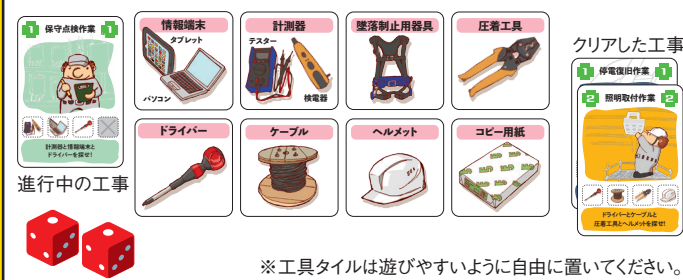 1 保守点検作業 1
計測器と情報端末と
ドライバーを探せ!
進行中の工事
情報端末
タブレット
パソコン
計測器
テスター
検電器
墜落制止用器具
圧着工具
ドライバー
ケーブル
ヘルメット
コピー用紙
クリアした工事
1 停電復旧作業 1
2 照明取付作業 2
ドライバーとケーブルと
圧着工具とヘルメットを探せ!
※工具タイルは遊びやすいように自由に置いてください。